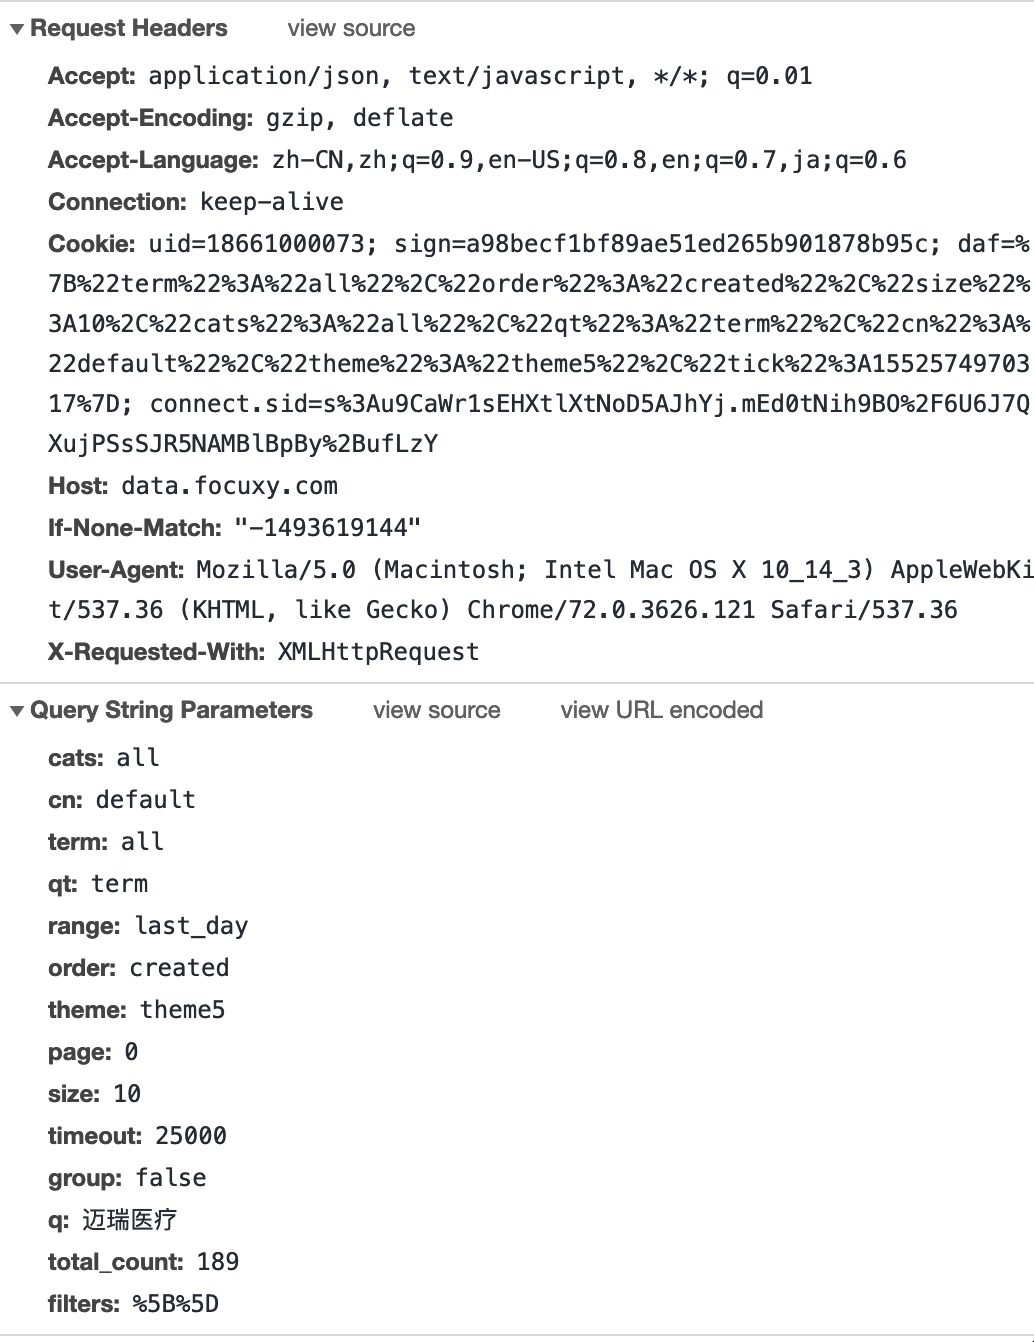 ▼ Request Headers view source
Accept: application/json, text/javascript, */*; q=0.01
Accept-Encoding: gzip, deflate
Accept-Language: zh-CN,zh;q=0.9,en-US;q=0.8,en;q=0.7,ja;q=0.6
Connection: keep-alive
Cookie: uid=18661000073; sign=a98becf1bf89ae51ed265b901878b95c; daf=%
7B%22term%22%3A%22all%22%2C%22order%22%3A%22created%22%2C%22size%22%
3A10%2C%22cats%22%3A%22all%22%2C%22qt%22%3A%22term%22%2C%22cn%22%3A%
22default%22%2C%22theme%22%3A%22theme5%22%2C%22tick%22%3A15525749703
17%7D; connect.sid=s%3Au9CaWr1sEHXtlXtNoD5AJhYj.mEd0tNih9BO%2F6U6J7Q
XujPSsSJR5NAMBlBpBy%2BufLzY
Host: data.focuxy.com
If-None-Match: "-1493619144"
User-Agent: Mozilla/5.0 (Macintosh; Intel Mac OS X 10_14_3) AppleWebKi
t/537.36 (KHTML, like Gecko) Chrome/72.0.3626.121 Safari/537.36
X-Requested-With: XMLHttpRequest
▼ Query String Parameters view source view URL encoded
cats: all
cn: default
term: all
qt: term
range: last_day
order: created
theme: theme5
page: 0
size: 10
timeout: 25000
group: false
q: 迈瑞医疗
total_count: 189
filters: %5B%5D